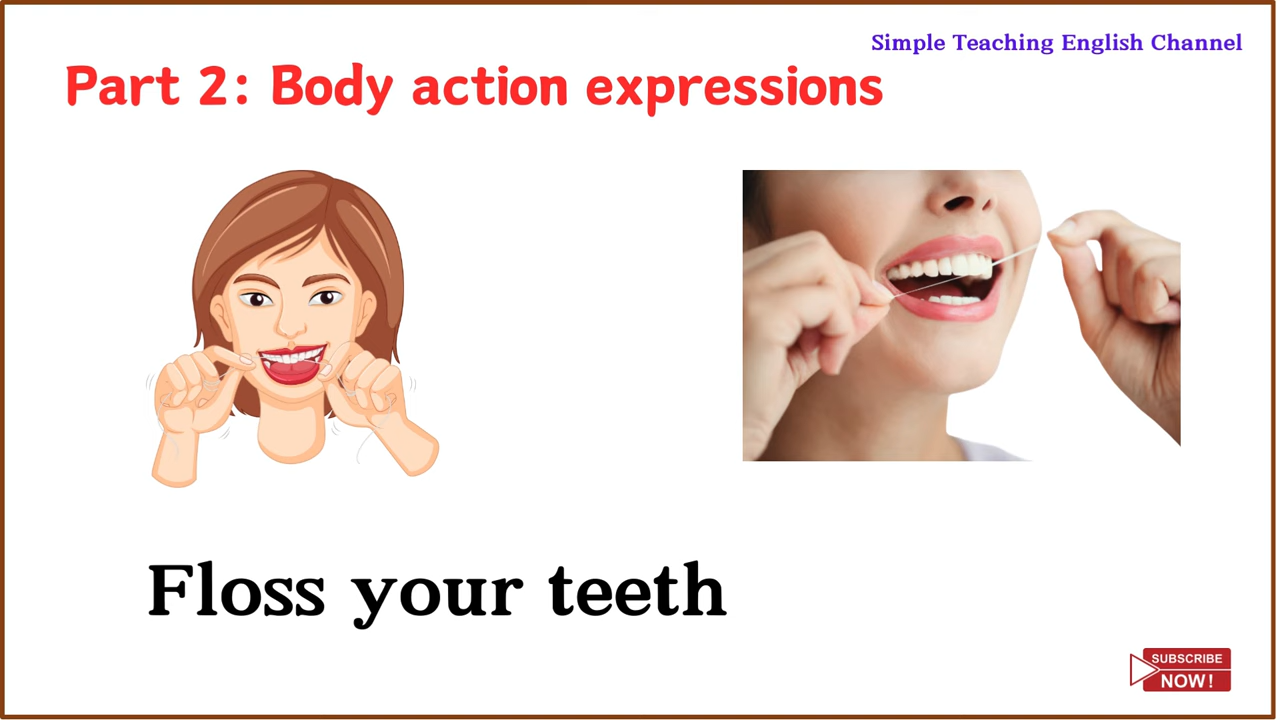 Simple Teaching English Channel
Part 2: Body action expressions
Floss your teeth
SUBSCRIBE
NOW!